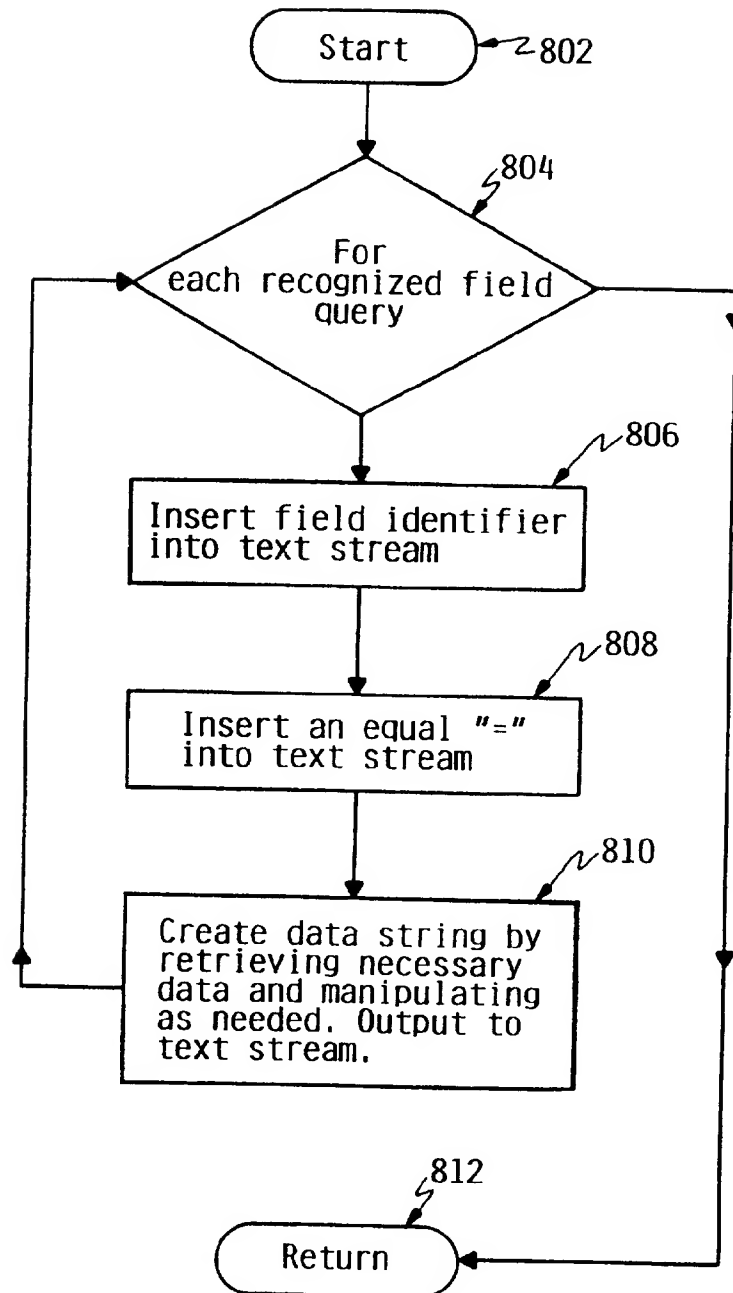 Start
802
804
For
each recognized field
query
806
Insert field identifier
into text stream
808
Insert an equal "="
into text stream
810
Create data string by
retrieving necessary
data and manipulating
as needed. Output to
text stream.
812
Return